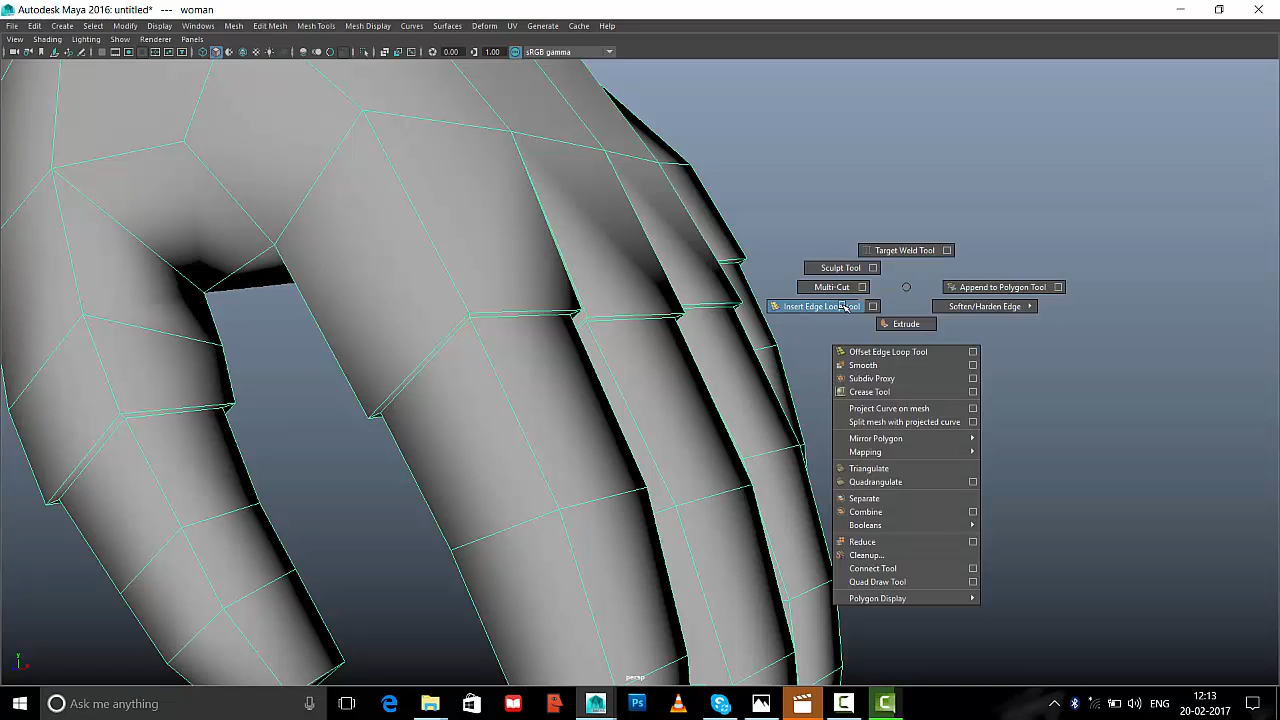 Autodesk Maya 2016: untitled* --- woman
File Edit Create Select Modify Display Windows Mesh Edit Mesh Mesh Tools Mesh Display Curves Surfaces Deform UV Generate Cache Help
View Shading Lighting Show Renderer Panels
0.00 1.00 sRGB gamma
Target Weld Tool
Sculpt Tool
Multi-Cut Append to Polygon Tool
Insert Edge Loop Tool Soften/Harden Edge
Extrude
Offset Edge Loop Tool
Smooth
Subdiv Proxy
Crease Tool
Project Curve on mesh
Split mesh with projected curve
Mirror Polygon
Mapping
Triangulate
Quadrangulate
Separate
Combine
Booleans
Reduce
Cleanup...
Connect Tool
Quad Draw Tool
Polygon Display
persp
Ask me anything
ENG
12:13
20-02-2017